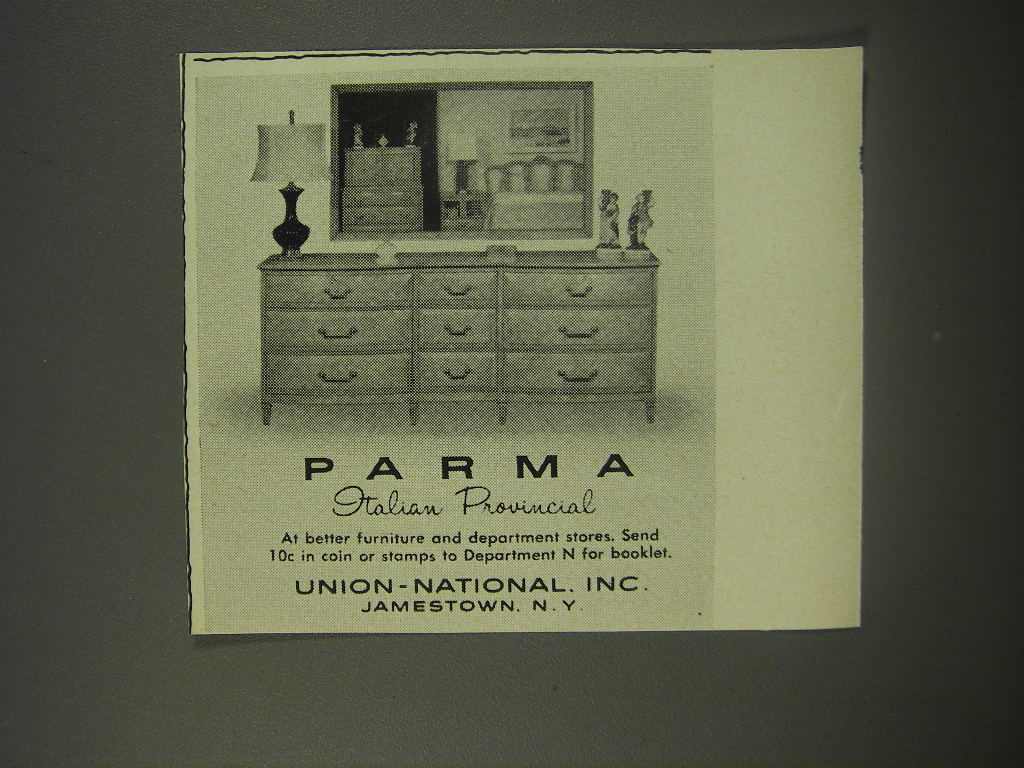 PARMA
Italian Provincial
At better furniture and department stores. Send
10c in coin or stamps to Department N for booklet.
UNION-NATIONAL, INC.
JAMESTOWN, N.Y.